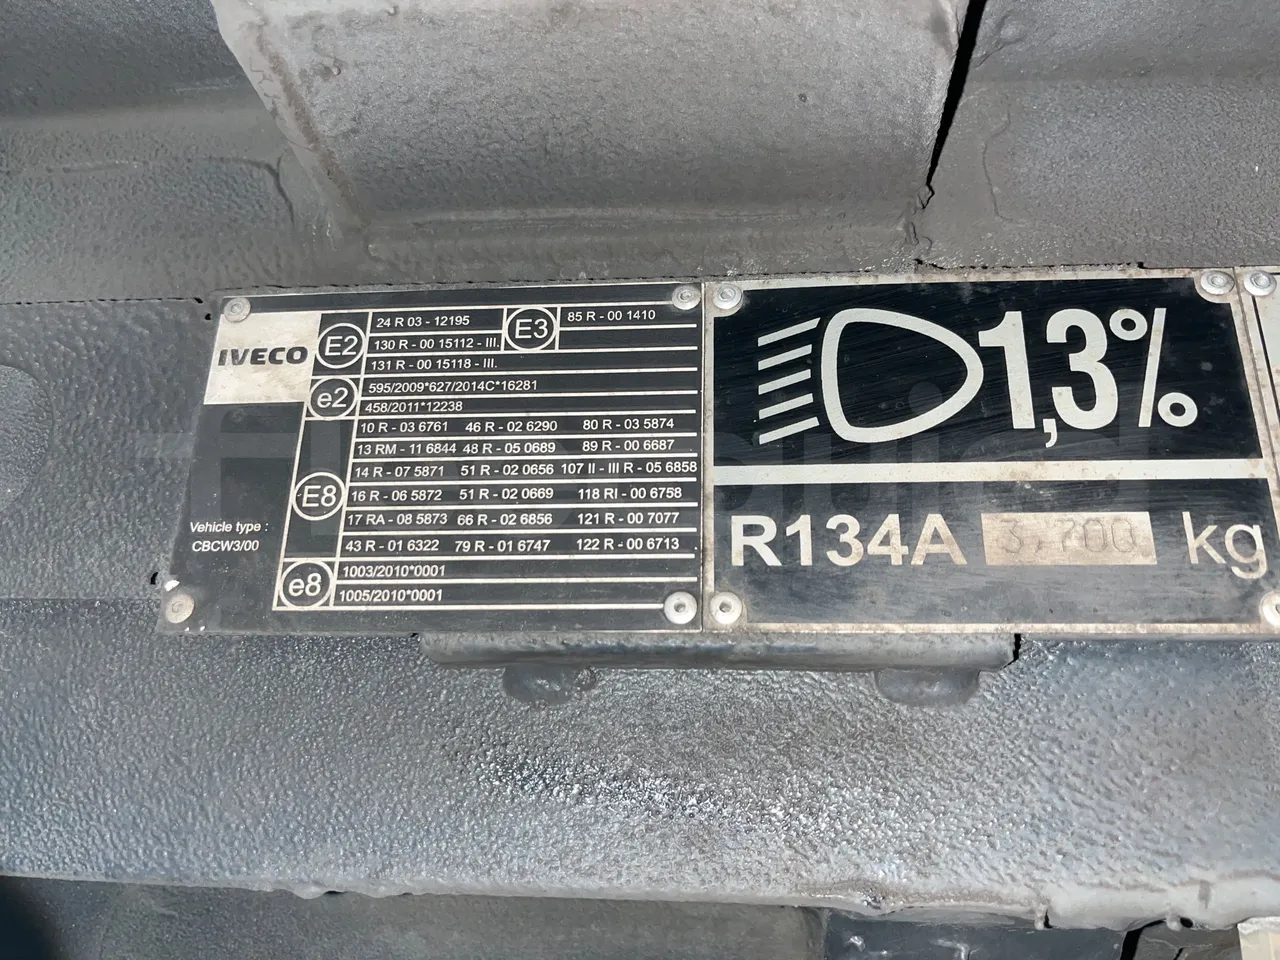 IVECO
Vehicle type :
CBCW3/00
E2
24 R 03 - 12195
130 R - 00 15112 - III.
131 R - 00 15118 - III.
E3
85 R - 00 1410
e2
595/2009*627/2014C*16281
458/2011*12238
E8
10 R - 03 6761 46 R - 02 6290 80 R - 03 5874
13 RM - 11 6844 48 R - 05 0689 89 R - 00 6687
14 R - 07 5871 51 R - 02 0656 107 II - III R - 05 6858
16 R - 06 5872 51 R - 02 0669 118 RI - 00 6758
17 RA - 08 5873 66 R - 02 6856 121 R - 00 7077
43 R - 01 6322 79 R - 01 6747 122 R - 00 6713
e8
1003/2010*0001
1005/2010*0001
1,3%
R134A 3,700 kg